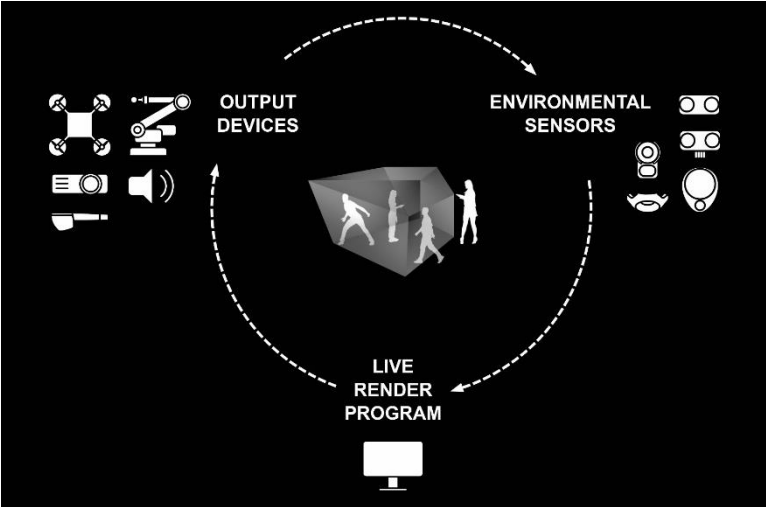 OUTPUT
DEVICES
ENVIRONMENTAL
SENSORS
LIVE
RENDER
PROGRAM